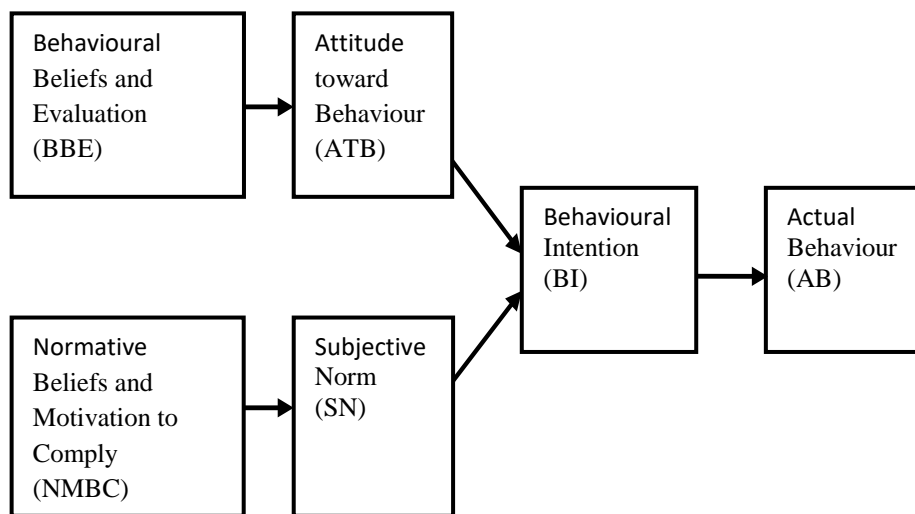 Behavioural
Beliefs and
Evaluation
(BBE)
Attitude
toward
Behaviour
(ATB)
Behavioural
Intention
(BI)
Actual
Behaviour
(AB)
Normative
Beliefs and
Motivation to
Comply
(NMBC)
Subjective
Norm
(SN)